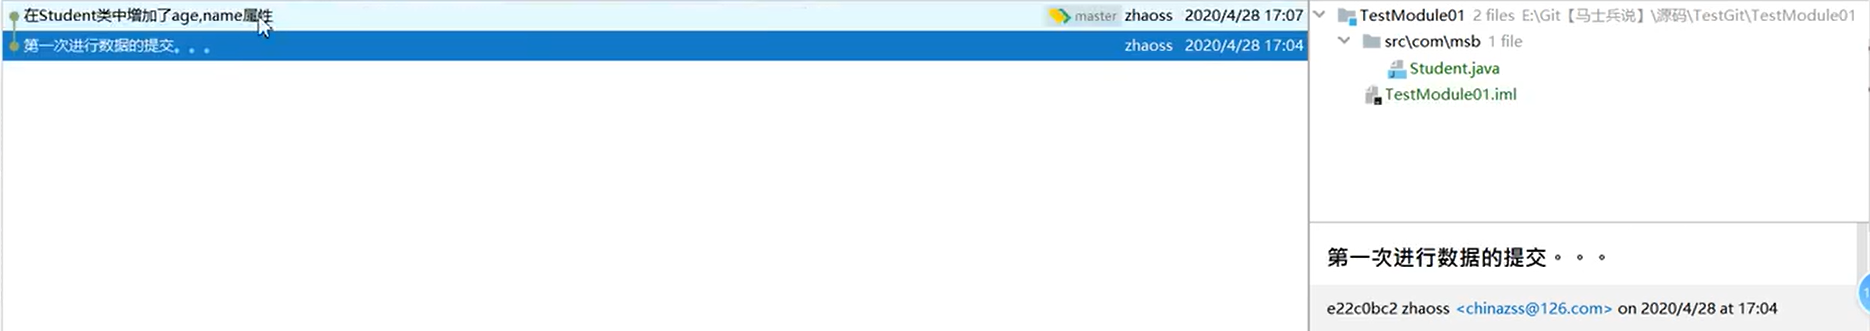 在Student类中增加了age,name属性 master zhaoss 2020/4/28 17:07
第一次进行数据的提交。。。 zhaoss 2020/4/28 17:04
TestModule01 2 files E:\Git【马士兵说】\源码\TestGit\TestModule01
src\com\msb 1 file
Student.java
TestModule01.iml
第一次进行数据的提交。。。
e22c0bc2 zhaoss <chinazss@126.com> on 2020/4/28 at 17:04